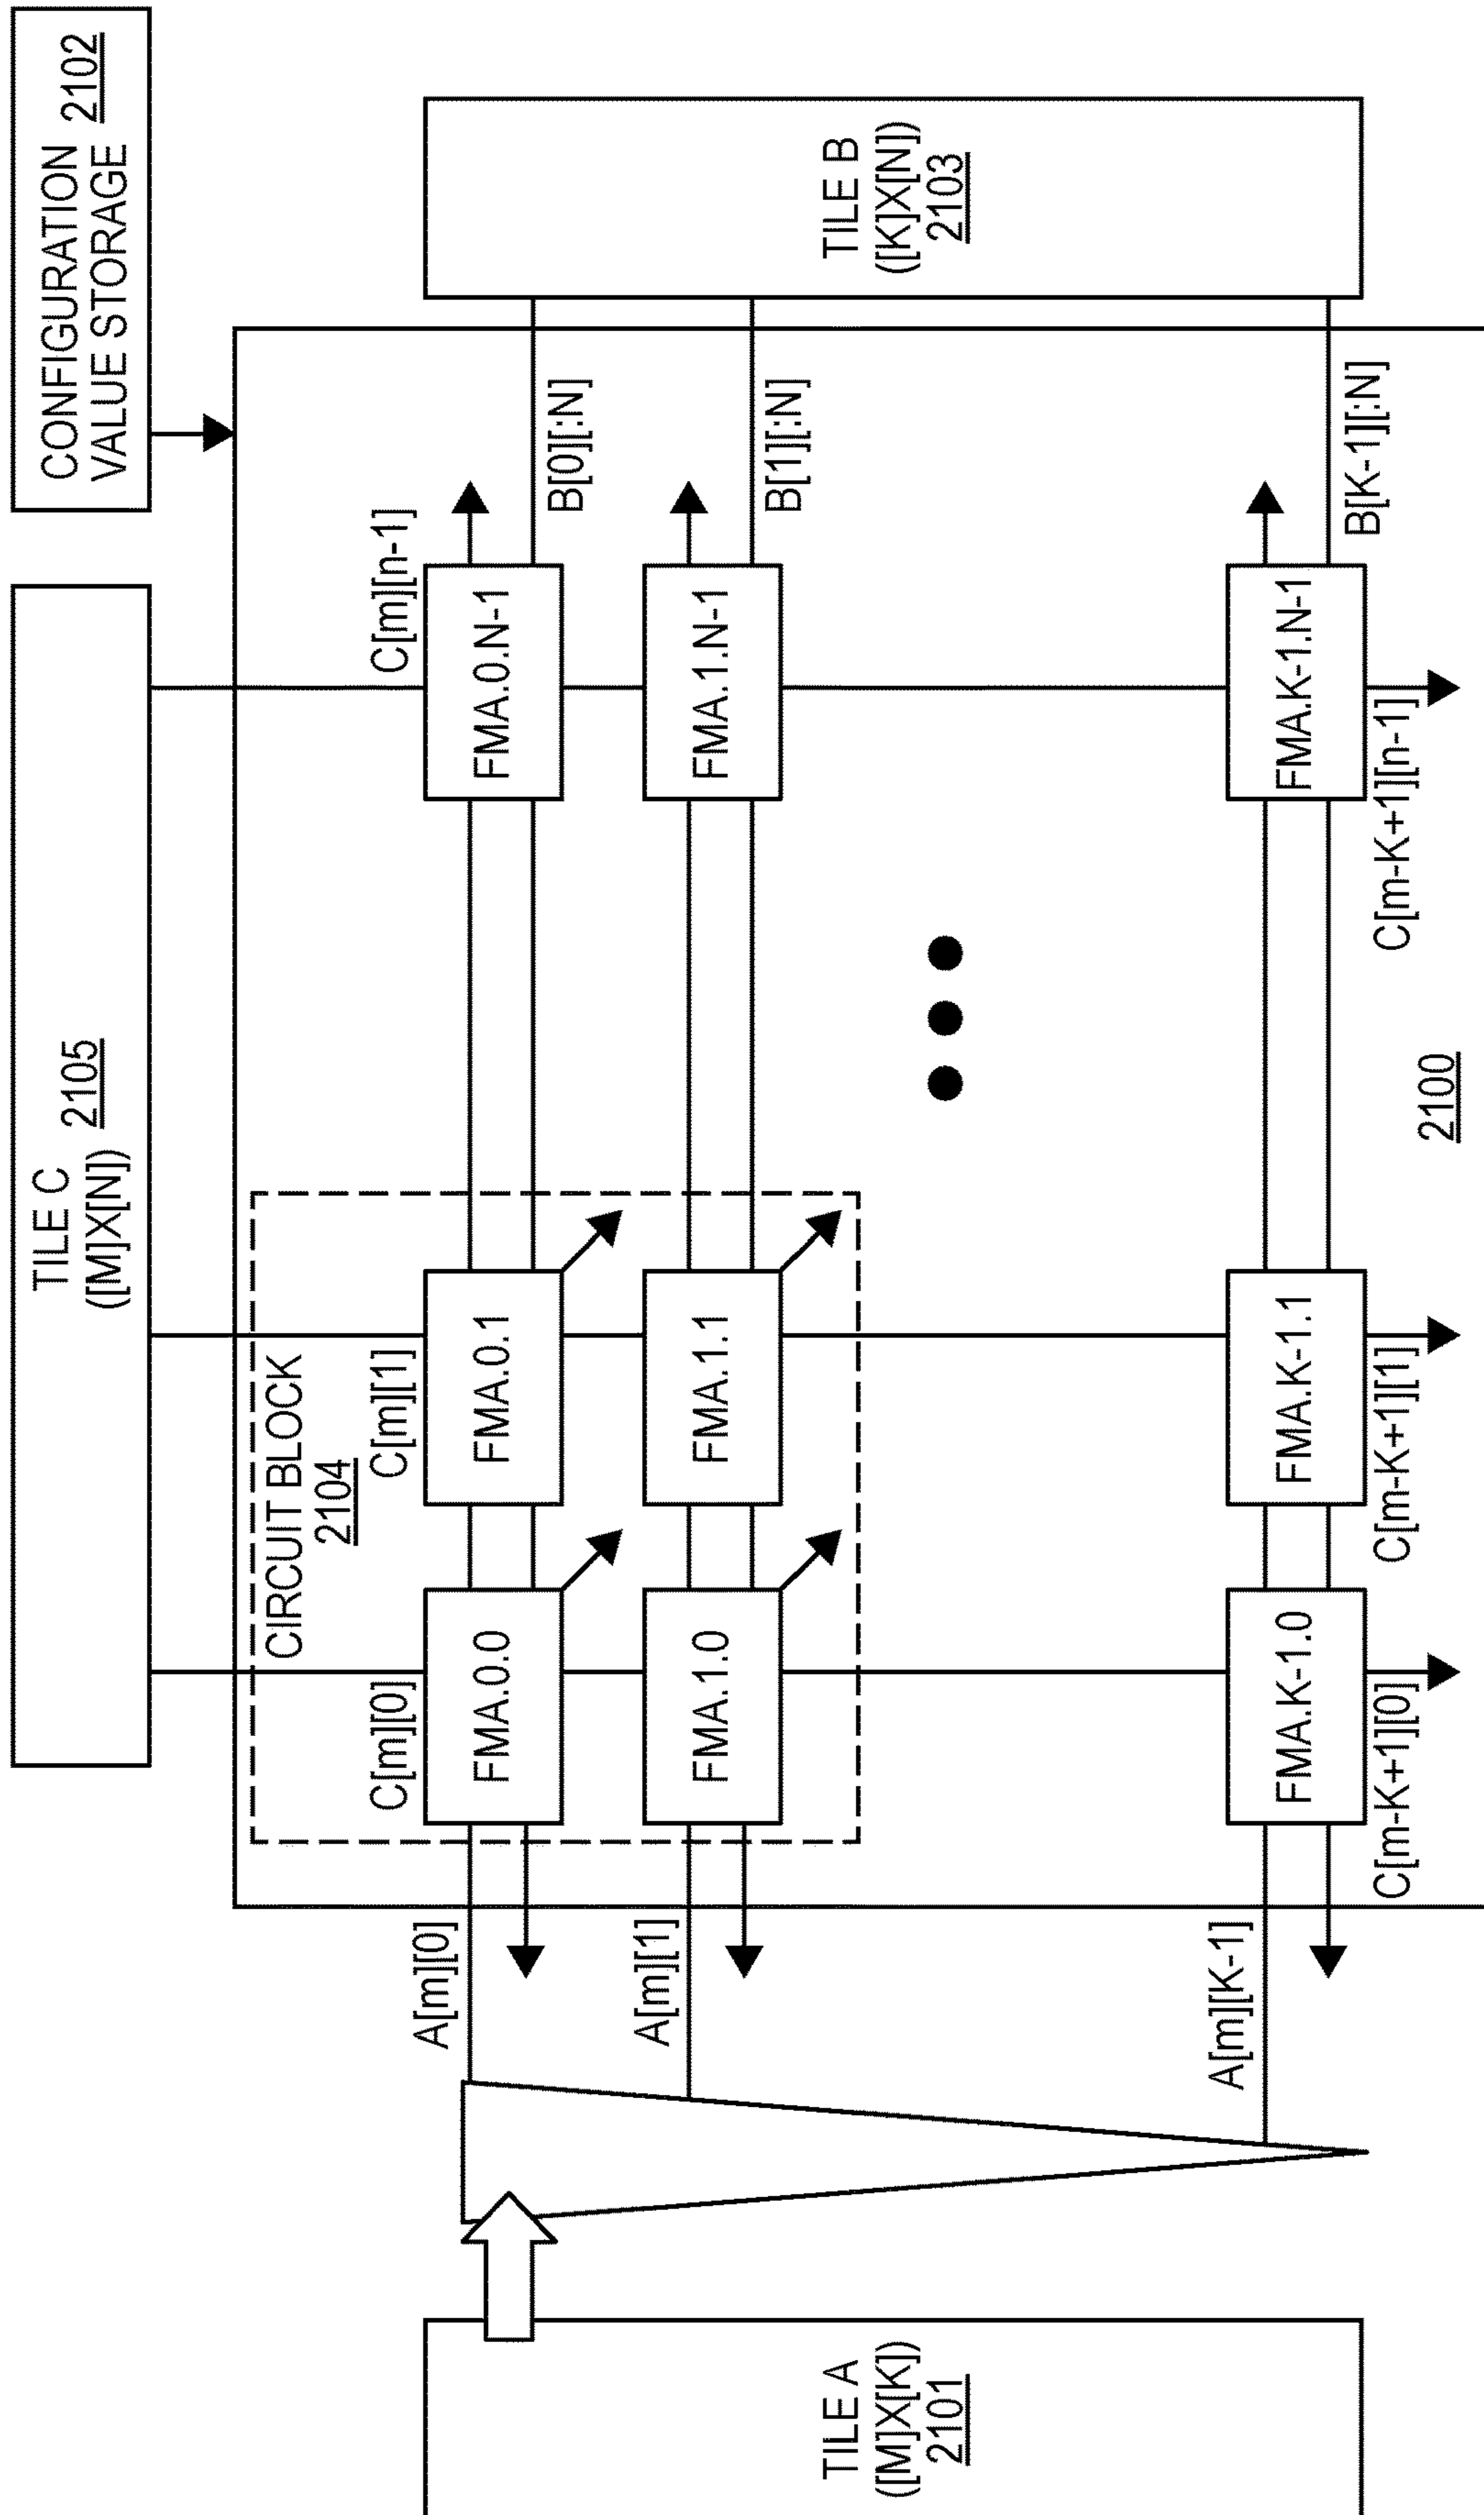 TILE C
([M]X[N]) 2105
CONFIGURATION 2102
VALUE STORAGE
CIRCUIT BLOCK
2104
C[m][0]
C[m][1]
C[m][n-1]
A[m][0]
FMA.0.0
FMA.0.1
FMA.0.N-1
B[0][:N]
A[m][1]
FMA.1.0
FMA.1.1
FMA.1.N-1
B[1][:N]
TILE A
([M]X[K])
2101
TILE B
([K]X[N])
2103
A[m][K-1]
FMA.K-1.0
FMA.K-1.1
FMA.K-1.N-1
B[K-1][:N]
C[m-K+1][0]
C[m-K+1][1]
C[m-K+1][n-1]
2100